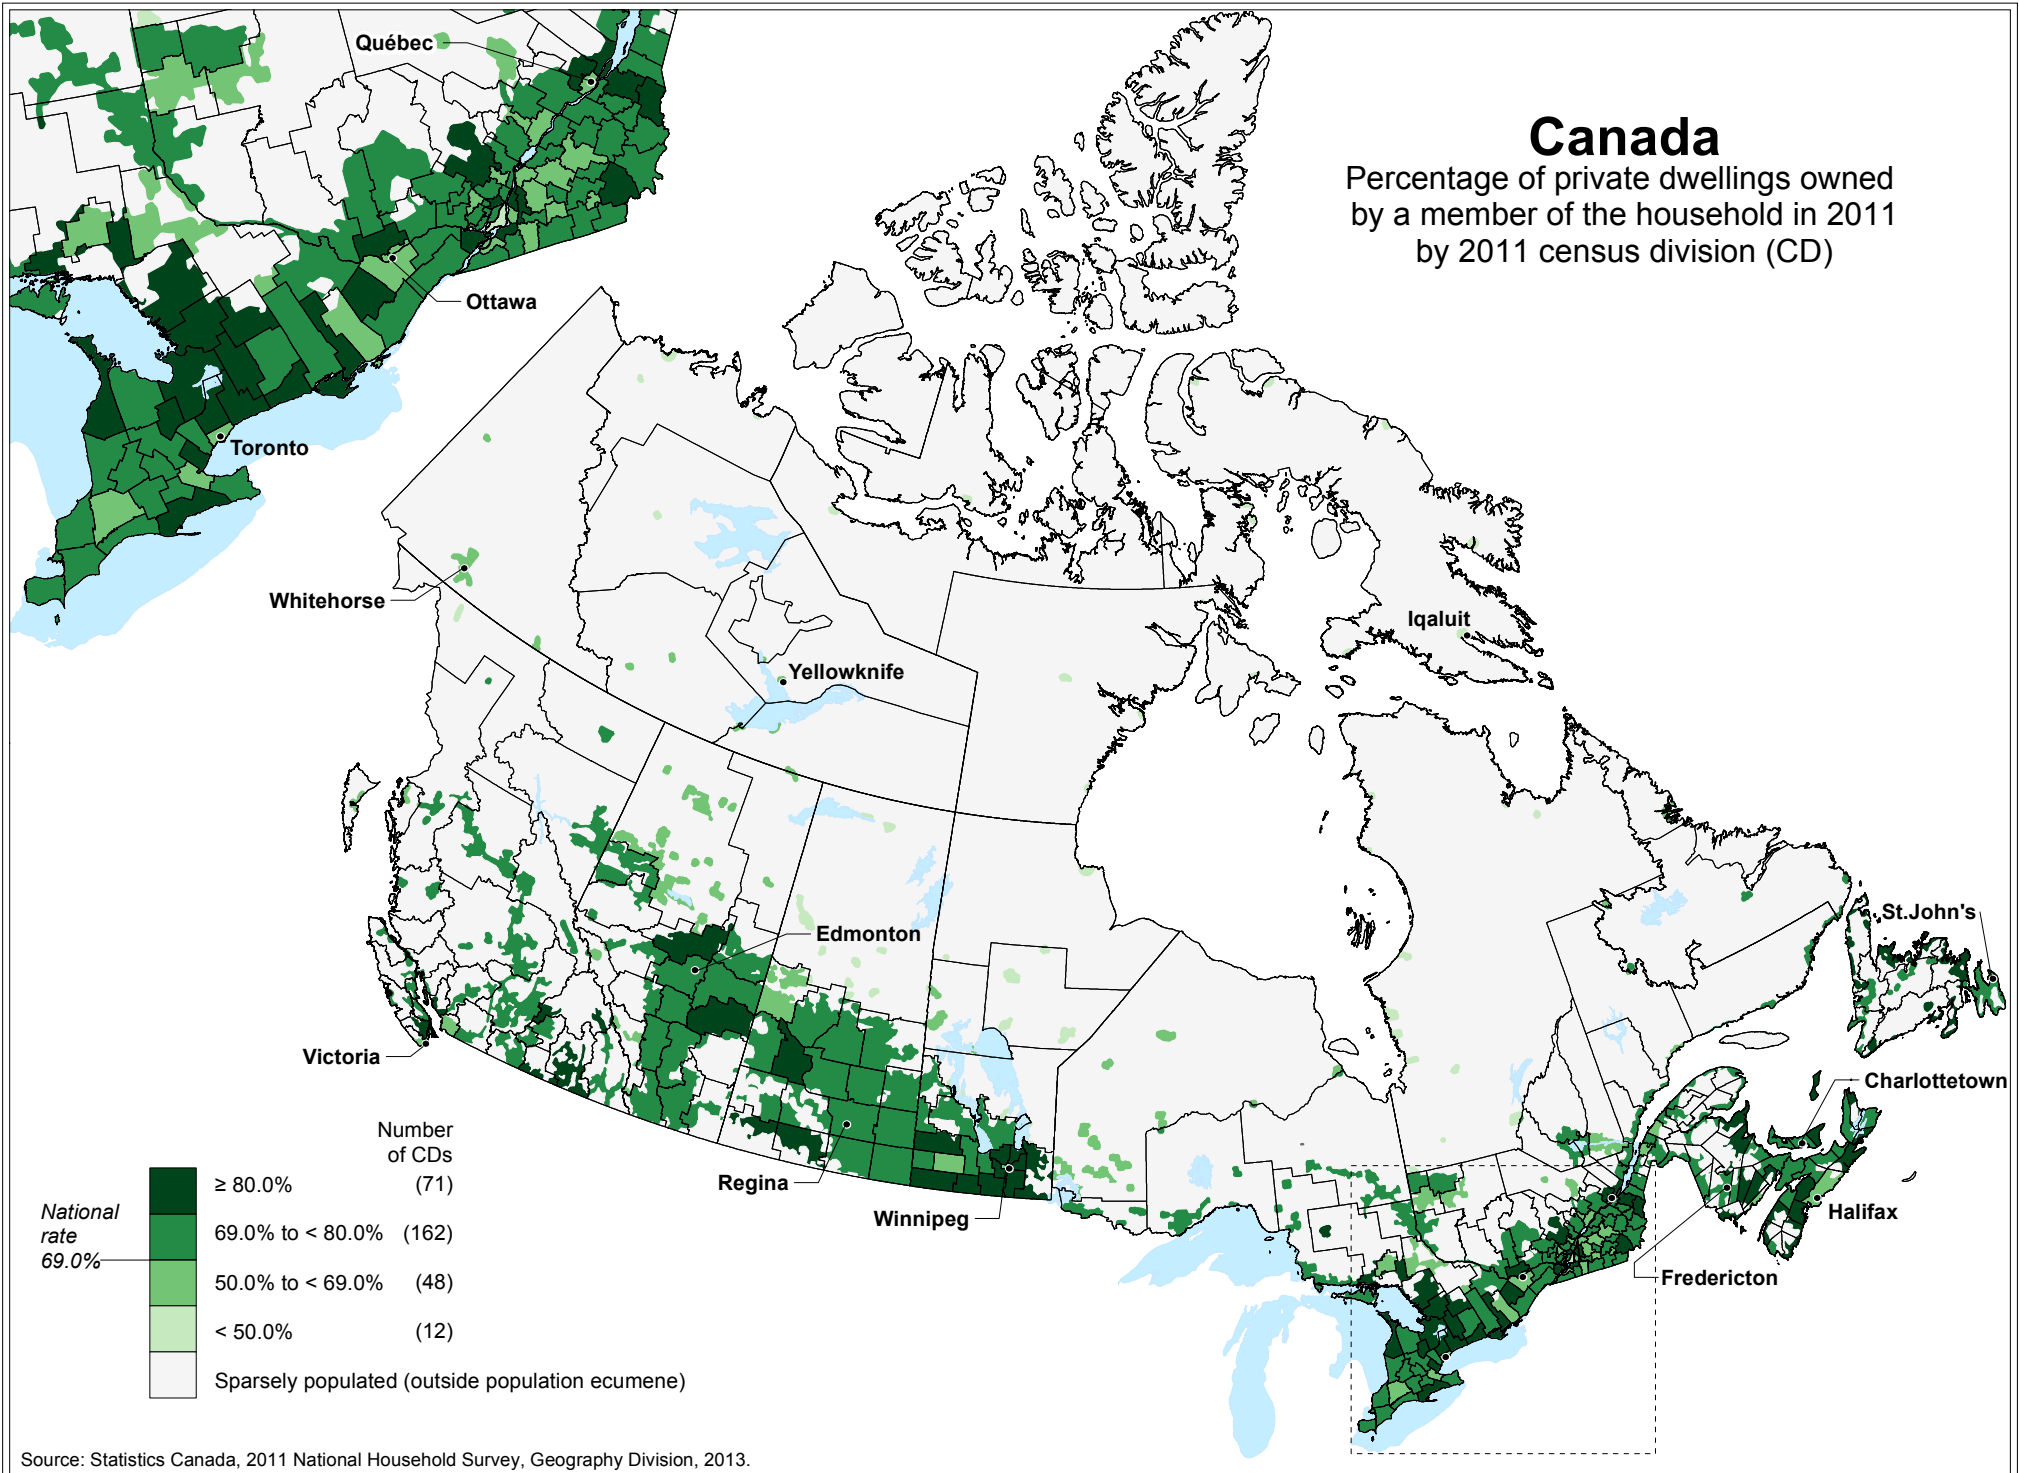 Canada
Percentage of private dwellings owned
by a member of the household in 2011
by 2011 census division (CD)
Québec
Ottawa
Toronto
Whitehorse
Yellowknife
Iqaluit
Edmonton
St.John's
Victoria
Charlottetown
Regina
Winnipeg
Halifax
Fredericton
Number
of CDs
≥ 80.0% (71)
69.0% to < 80.0% (162)
50.0% to < 69.0% (48)
< 50.0% (12)
Sparsely populated (outside population ecumene)
National
rate
69.0%
Source: Statistics Canada, 2011 National Household Survey, Geography Division, 2013.